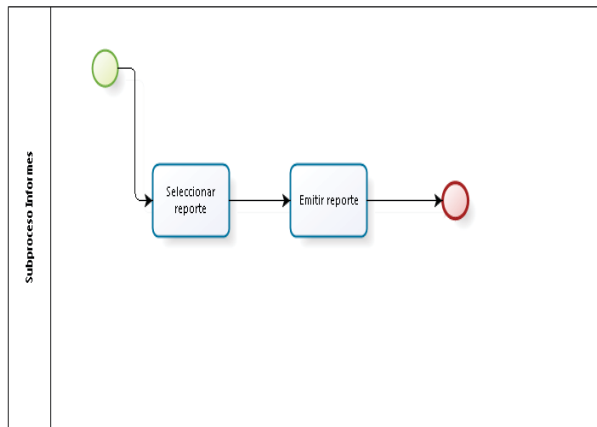 Subproceso Informes
Seleccionar
reporte
Emitir reporte